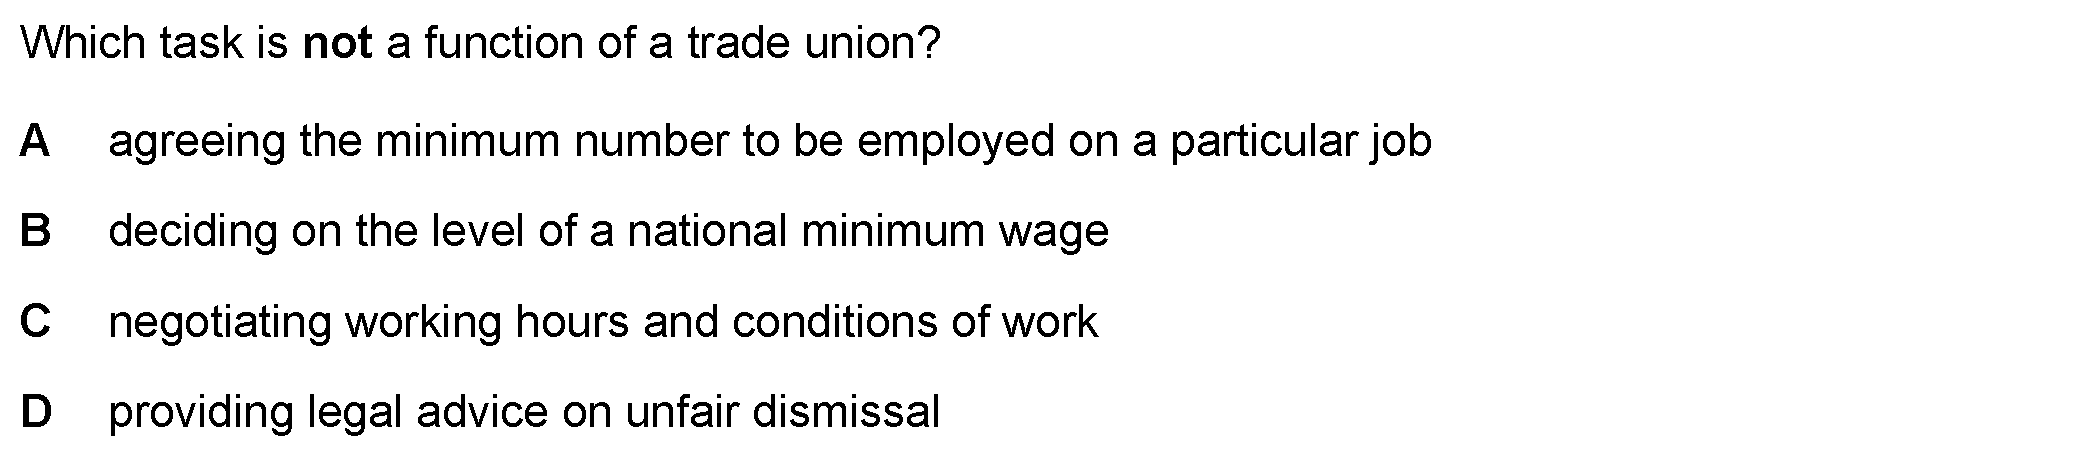 Which task is not a function of a trade union?
A agreeing the minimum number to be employed on a particular job
B deciding on the level of a national minimum wage
C negotiating working hours and conditions of work
D providing legal advice on unfair dismissal